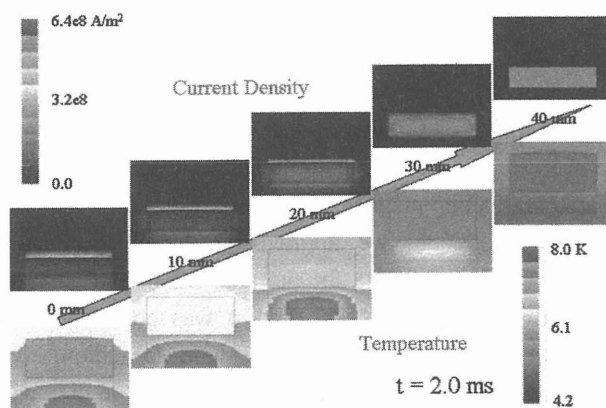 6.4e8 A/m²
3.2e8
0.0
Current Density
40 mm
30 mm
20 mm
10 mm
0 mm
8.0 K
6.1
4.2
Temperature
t = 2.0 ms